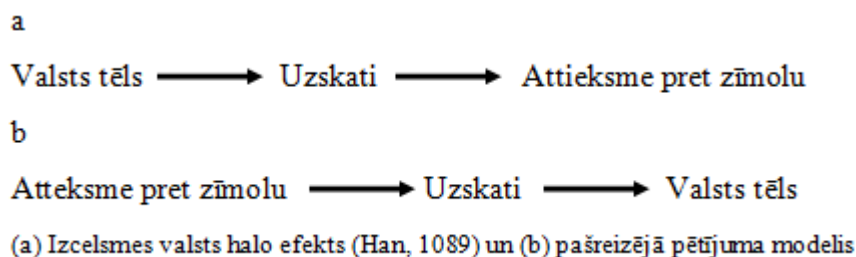 a
Valsts tēls Uzskati Attieksme pret zīmolu
b
Atteksme pret zīmolu Uzskati Valsts tēls
(a) Izcelsmes valsts halo efekts (Han, 1089) un (b) pašreizējā pētījuma modelis